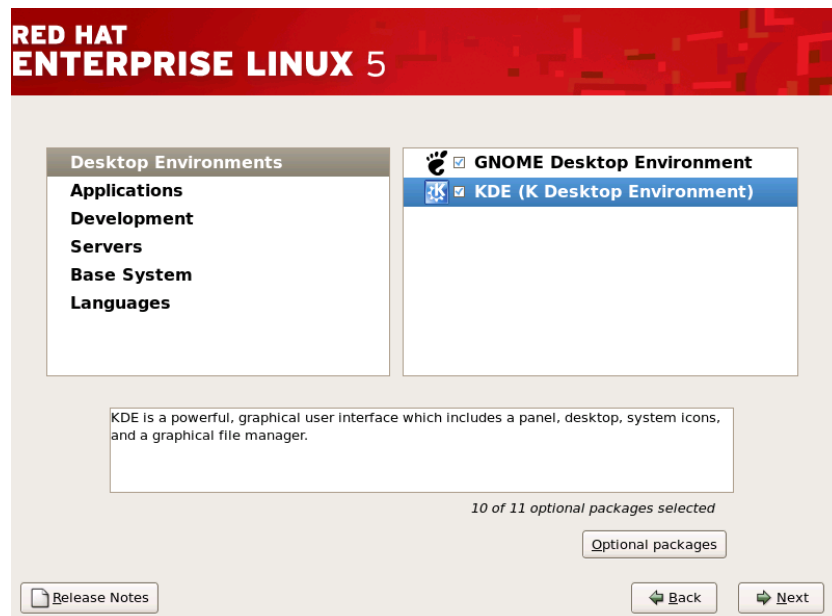 RED HAT
ENTERPRISE LINUX 5
Desktop Environments
Applications
Development
Servers
Base System
Languages
GNOME Desktop Environment
KDE (K Desktop Environment)
KDE is a powerful, graphical user interface which includes a panel, desktop, system icons,
and a graphical file manager.
10 of 11 optional packages selected
Optional packages
Release Notes
Back
Next